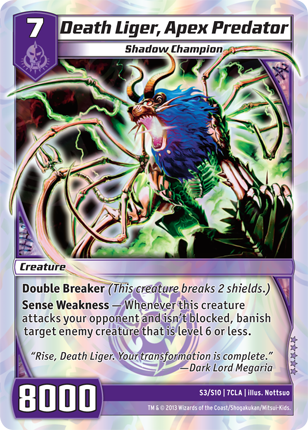 7
Death Liger, Apex Predator
Shadow Champion
Creature
Double Breaker (This creature breaks 2 shields.)
Sense Weakness — Whenever this creature
attacks your opponent and isn't blocked, banish
target enemy creature that is level 6 or less.
"Rise, Death Liger. Your transformation is complete."
—Dark Lord Megaria
8000
S3/S10 | 7CLA | illus. Nottsuo
TM & © 2013 Wizards of the Coast/Shogakukan/Mitsui-Kids.